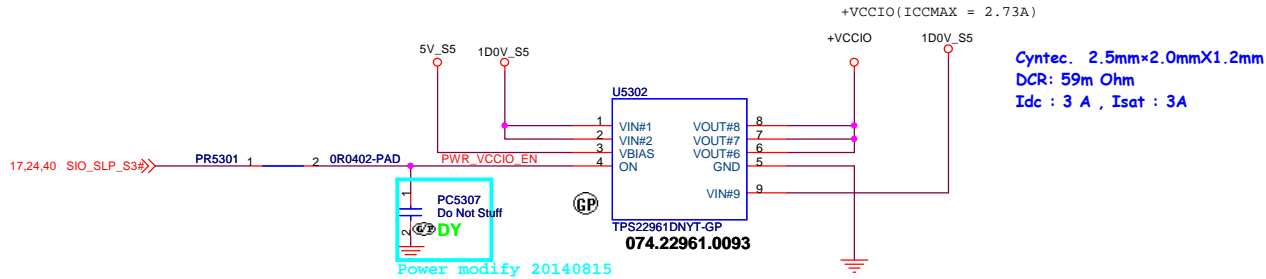 +VCCIO(ICCMAX = 2.73A)
5V_S5
1D0V_S5
+VCCIO
1D0V_S5
Cyntec. 2.5mm×2.0mmX1.2mm
DCR: 59m Ohm
Idc : 3 A , Isat : 3A
U5302
1 VIN#1 VOUT#8 8
2 VIN#2 VOUT#7 7
3 VBIAS VOUT#6 6
4 ON GND 5
VIN#9 9
17,24,40 SIO_SLP_S3# PR5301 1 2 0R0402-PAD PWR_VCCIO_EN
1
PC5307
Do Not Stuff
2 GP DY
GP
TPS22961DNYT-GP
074.22961.0093
Power modify 20140815